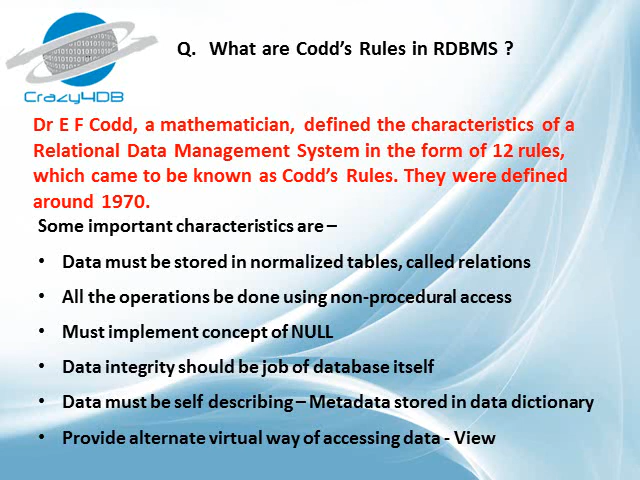 Q. What are Codd's Rules in RDBMS ?
Crazy4DB
Dr E F Codd, a mathematician, defined the characteristics of a
Relational Data Management System in the form of 12 rules,
which came to be known as Codd's Rules. They were defined
around 1970.
Some important characteristics are –
• Data must be stored in normalized tables, called relations
• All the operations be done using non-procedural access
• Must implement concept of NULL
• Data integrity should be job of database itself
• Data must be self describing – Metadata stored in data dictionary
• Provide alternate virtual way of accessing data - View